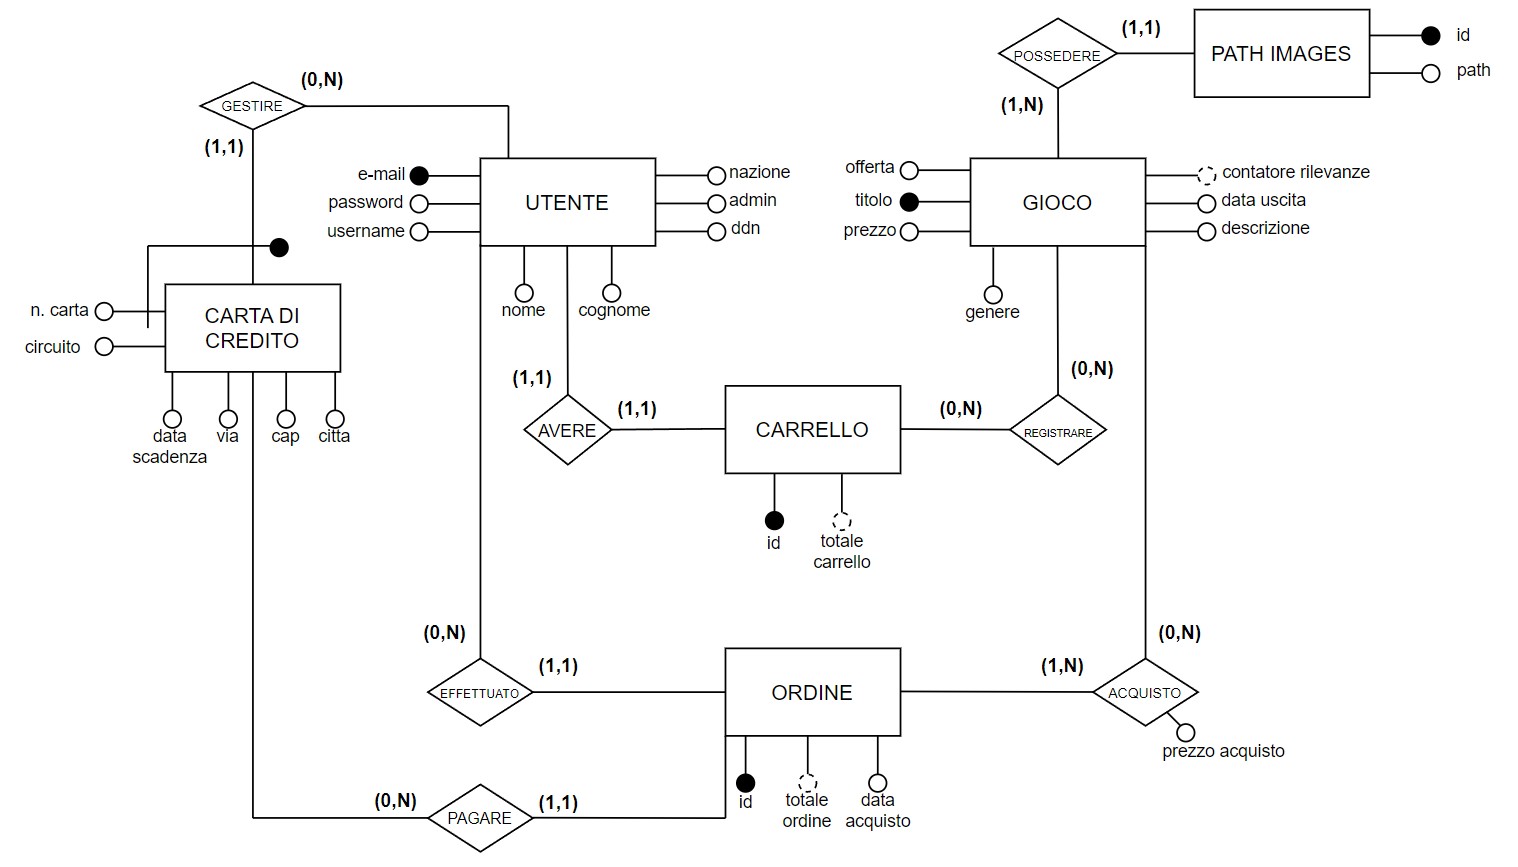 (1,1)
PATH IMAGES
id
path
POSSEDERE
(1,N)
(0,N)
GESTIRE
(1,1)
e-mail
password
username
UTENTE
nazione
admin
ddn
nome
cognome
offerta
titolo
prezzo
GIOCO
contatore rilevanze
data uscita
descrizione
genere
n. carta
circuito
CARTA DI
CREDITO
data
scadenza
via
cap
citta
(1,1)
AVERE
(1,1)
CARRELLO
(0,N)
(0,N)
REGISTRARE
id
totale
carrello
(0,N)
EFFETTUATO
(1,1)
ORDINE
(1,N)
(0,N)
ACQUISTO
prezzo acquisto
id
totale
ordine
data
acquisto
(0,N)
PAGARE
(1,1)